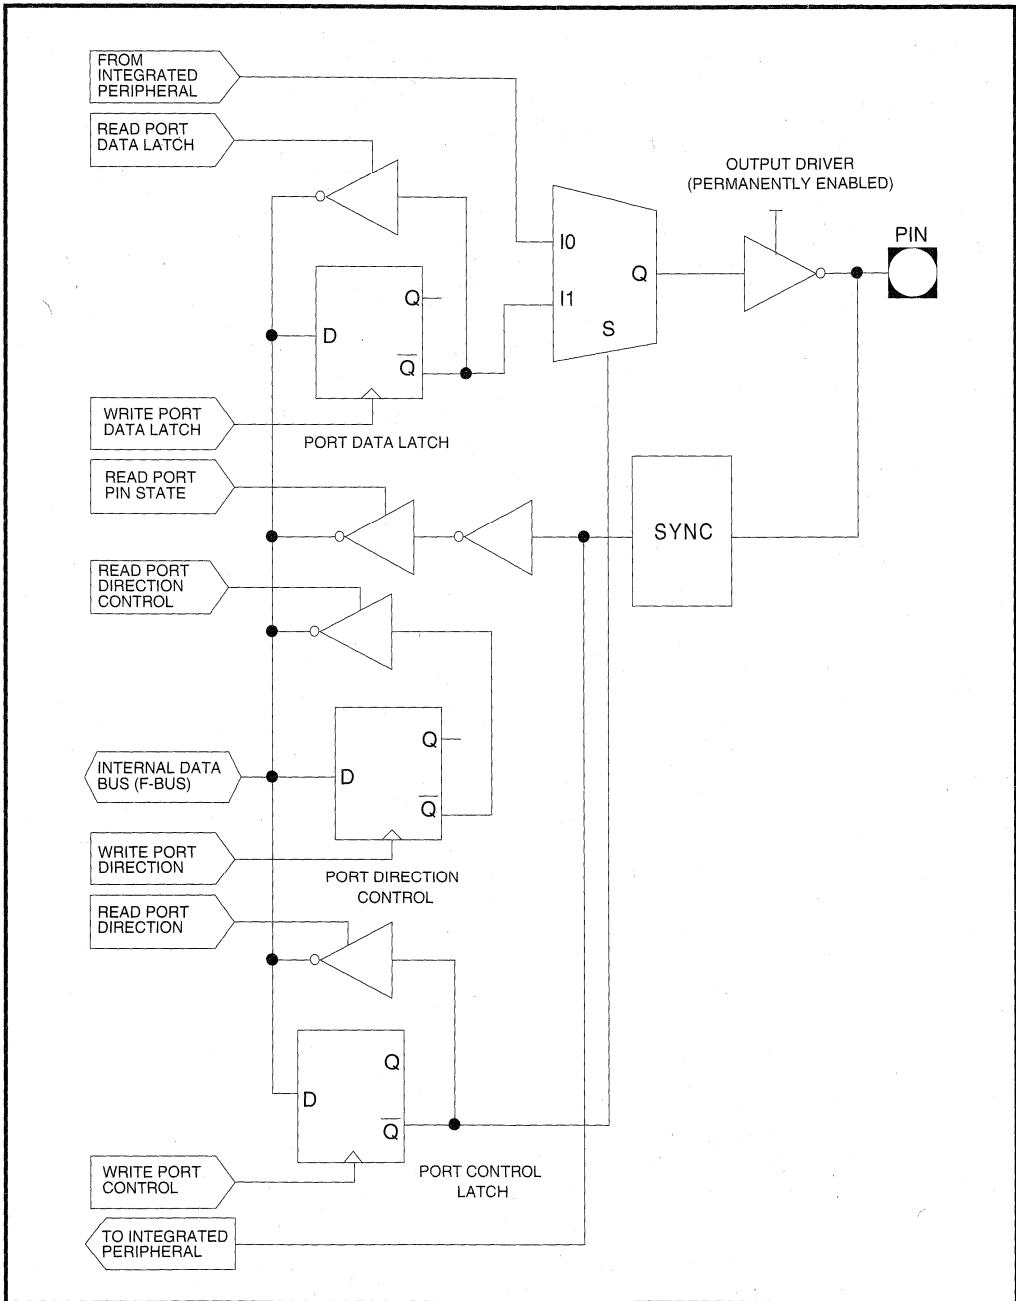 FROM
INTEGRATED
PERIPHERAL
READ PORT
DATA LATCH
OUTPUT DRIVER
(PERMANENTLY ENABLED)
PIN
I0
Q
I1
S
Q
D
Q
WRITE PORT
DATA LATCH
PORT DATA LATCH
READ PORT
PIN STATE
SYNC
READ PORT
DIRECTION
CONTROL
Q
INTERNAL DATA
BUS (F-BUS)
D
Q
WRITE PORT
DIRECTION
PORT DIRECTION
CONTROL
READ PORT
DIRECTION
Q
D
Q
WRITE PORT
CONTROL
PORT CONTROL
LATCH
TO INTEGRATED
PERIPHERAL